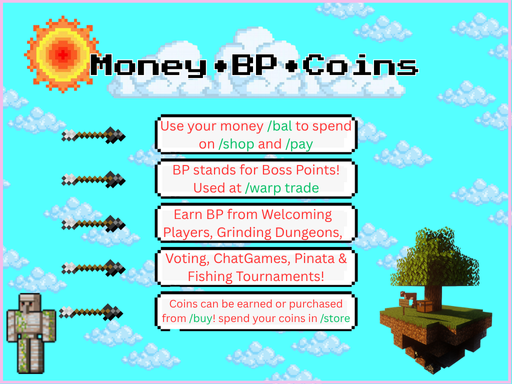 Money•BP•Coins
Use your money /bal to spend
on /shop and /pay
BP stands for Boss Points!
Used at /warp trade
Earn BP from Welcoming
Players, Grinding Dungeons,
Voting, ChatGames, Pinata &
Fishing Tournaments!
Coins can be earned or purchased
from /buy! spend your coins in /store